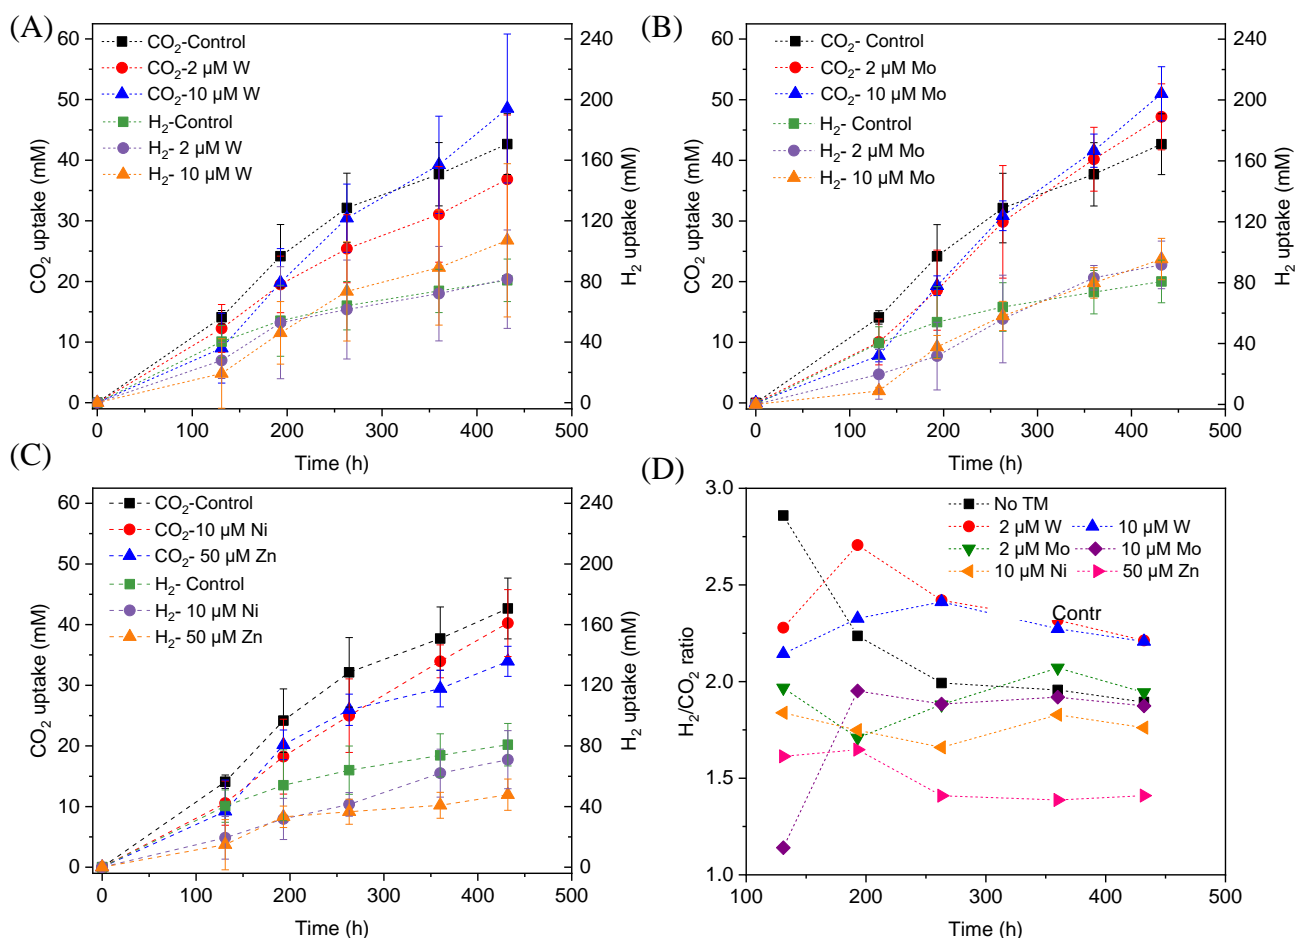 (A)
CO2-Control
CO2-2 µM W
CO2-10 µM W
H2-Control
H2- 2 µM W
H2- 10 µM W
60
50
40
30
20
10
0
CO2 uptake (mM)
240
200
160
120
80
40
0
H2 uptake (mM)
0 100 200 300 400 500
Time (h)
(B)
CO2- Control
CO2- 2 µM Mo
CO2- 10 µM Mo
H2- Control
H2- 2 µM Mo
H2- 10 µM Mo
60
50
40
30
20
10
0
CO2 uptake (mM)
240
200
160
120
80
40
0
H2 uptake (mM)
0 100 200 300 400 500
Time (h)
(C)
CO2-Control
CO2-10 µM Ni
CO2- 50 µM Zn
H2- Control
H2- 10 µM Ni
H2- 50 µM Zn
60
50
40
30
20
10
0
CO2 uptake (mM)
240
200
160
120
80
40
0
H2 uptake (mM)
0 100 200 300 400 500
Time (h)
(D)
No TM
2 µM W 10 µM W
2 µM Mo 10 µM Mo
10 µM Ni 50 µM Zn
Contr
3.0
2.5
2.0
1.5
1.0
H2/CO2 ratio
100 200 300 400 500
Time (h)